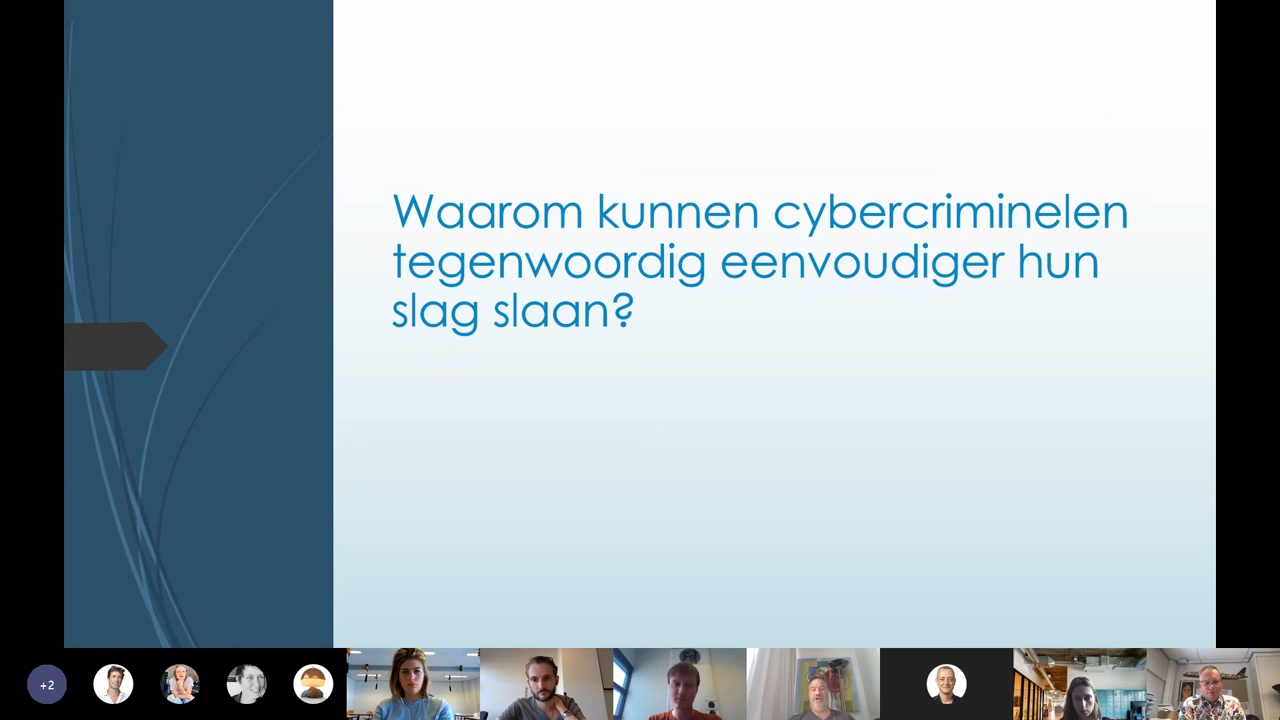 Waarom kunnen cybercriminelen
tegenwoordig eenvoudiger hun
slag slaan?
+2